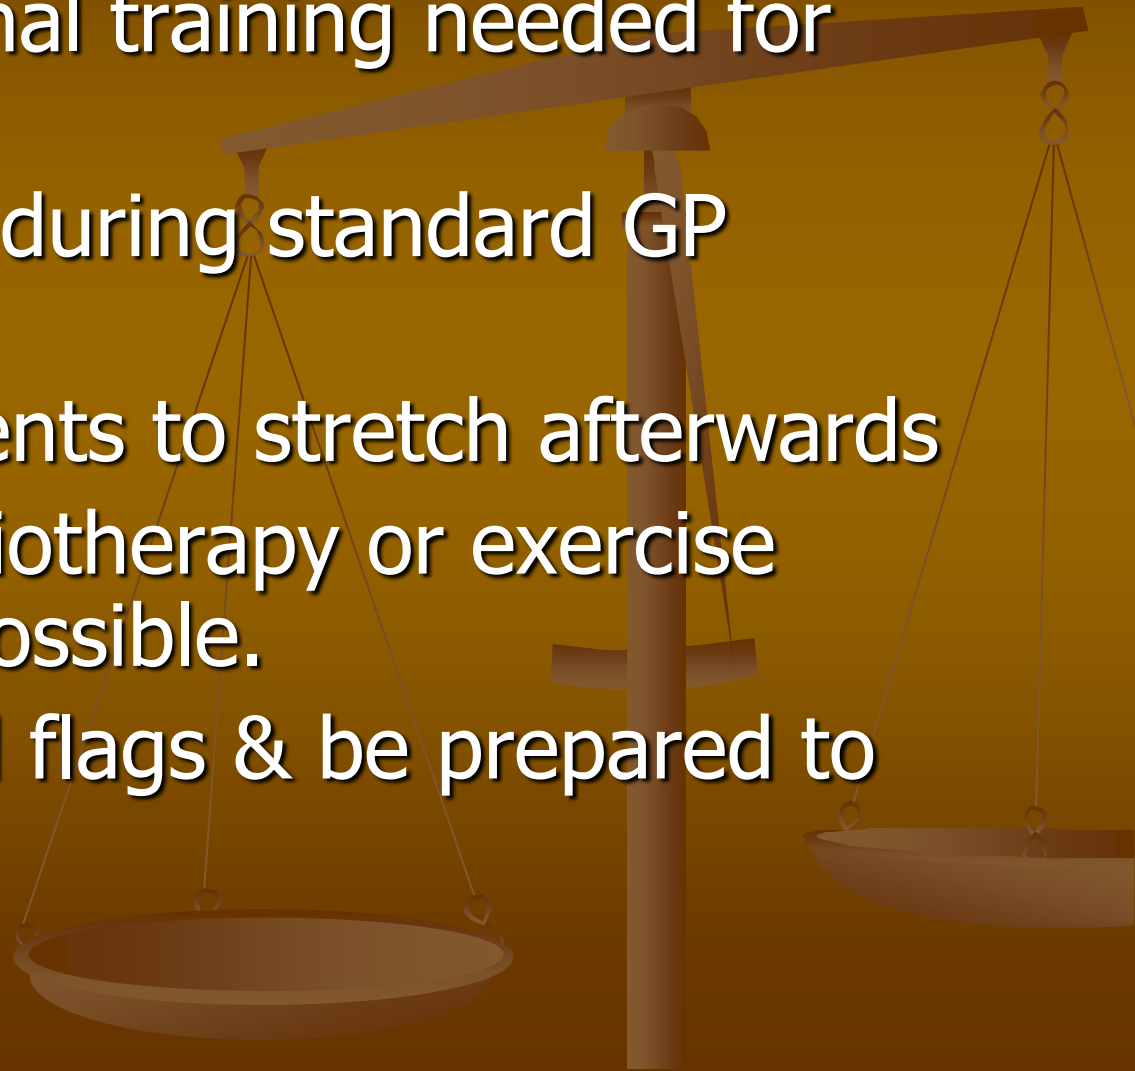 nal training needed for
during standard GP
ents to stretch afterwards
iotherapy or exercise
ossible.
flags & be prepared to